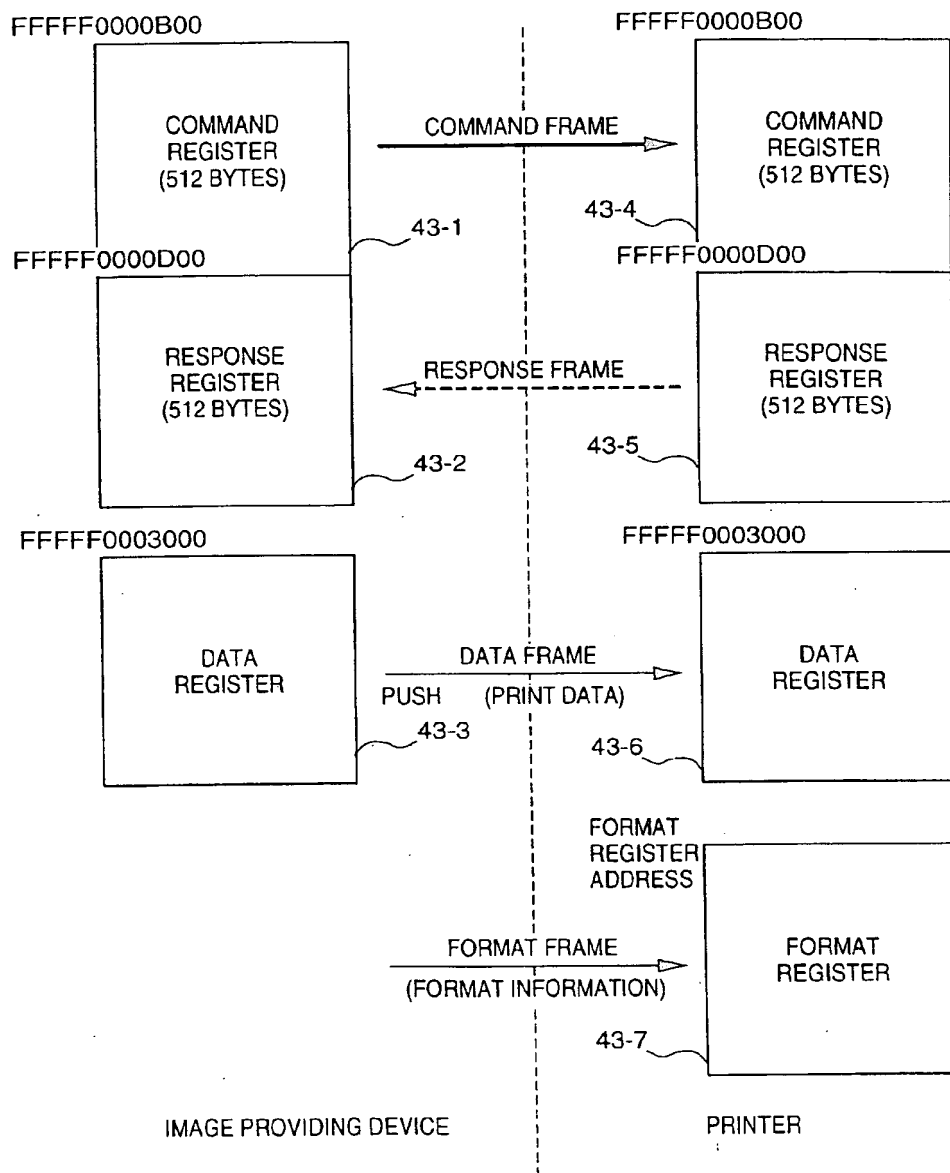 FFFFF0000B00
FFFFF0000B00
COMMAND
REGISTER
(512 BYTES)
COMMAND FRAME
COMMAND
REGISTER
(512 BYTES)
43-1
43-4
FFFFF0000D00
FFFFF0000D00
RESPONSE
REGISTER
(512 BYTES)
RESPONSE FRAME
RESPONSE
REGISTER
(512 BYTES)
43-2
43-5
FFFFF0003000
FFFFF0003000
DATA
REGISTER
DATA FRAME
PUSH (PRINT DATA)
DATA
REGISTER
43-3
43-6
FORMAT
REGISTER
ADDRESS
FORMAT FRAME
(FORMAT INFORMATION)
FORMAT
REGISTER
43-7
IMAGE PROVIDING DEVICE
PRINTER